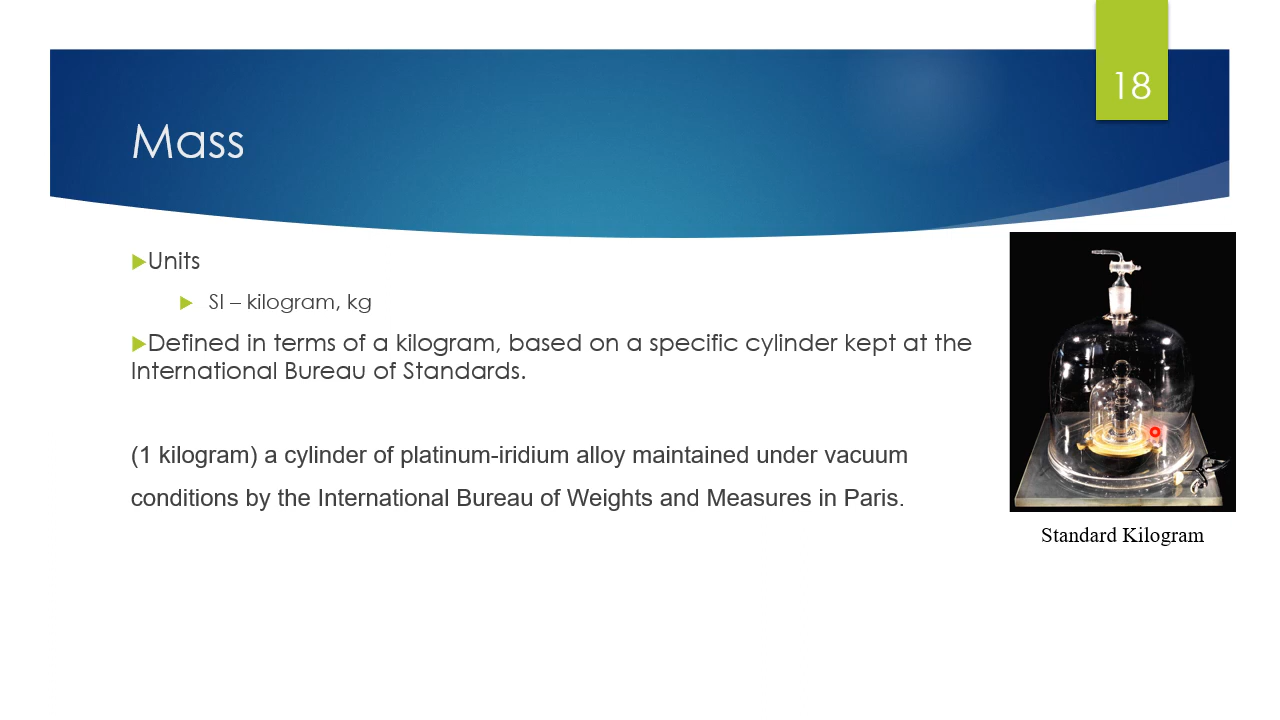 18
Mass
Units
SI – kilogram, kg
Defined in terms of a kilogram, based on a specific cylinder kept at the
International Bureau of Standards.
(1 kilogram) a cylinder of platinum-iridium alloy maintained under vacuum
conditions by the International Bureau of Weights and Measures in Paris.
Standard Kilogram